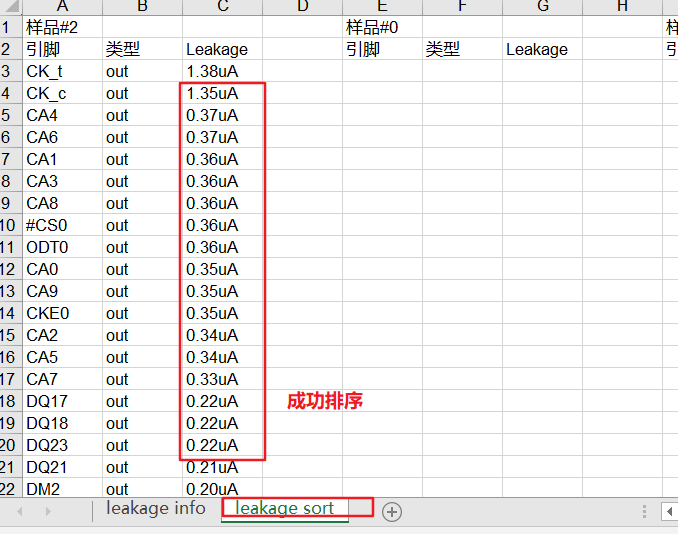 A B C D E F G H
1 样品#2 样品#0
2 引脚 类型 Leakage 引脚 类型 Leakage
3 CK_t out 1.38uA
4 CK_c out 1.35uA
5 CA4 out 0.37uA
6 CA6 out 0.37uA
7 CA1 out 0.36uA
8 CA3 out 0.36uA
9 CA8 out 0.36uA
10 #CS0 out 0.36uA
11 ODT0 out 0.36uA
12 CA0 out 0.35uA
13 CA9 out 0.35uA
14 CKE0 out 0.35uA
15 CA2 out 0.34uA
16 CA5 out 0.34uA
17 CA7 out 0.33uA
18 DQ17 out 0.22uA 成功排序
19 DQ18 out 0.22uA
20 DQ23 out 0.22uA
21 DQ21 out 0.21uA
22 DM2 out 0.20uA
leakage info leakage sort